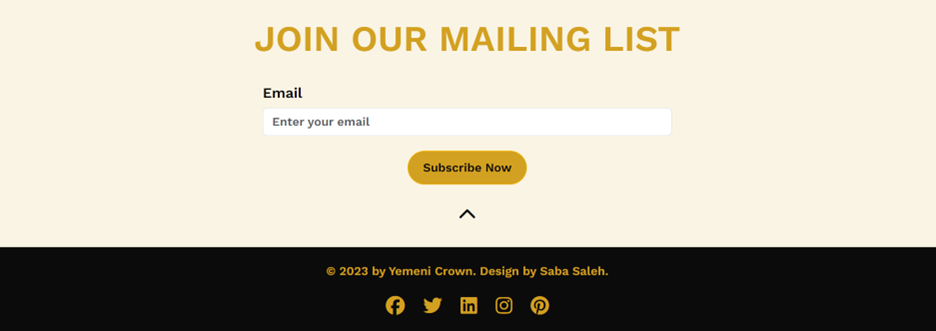 JOIN OUR MAILING LIST
Email
Enter your email
Subscribe Now
© 2023 by Yemeni Crown. Design by Saba Saleh.